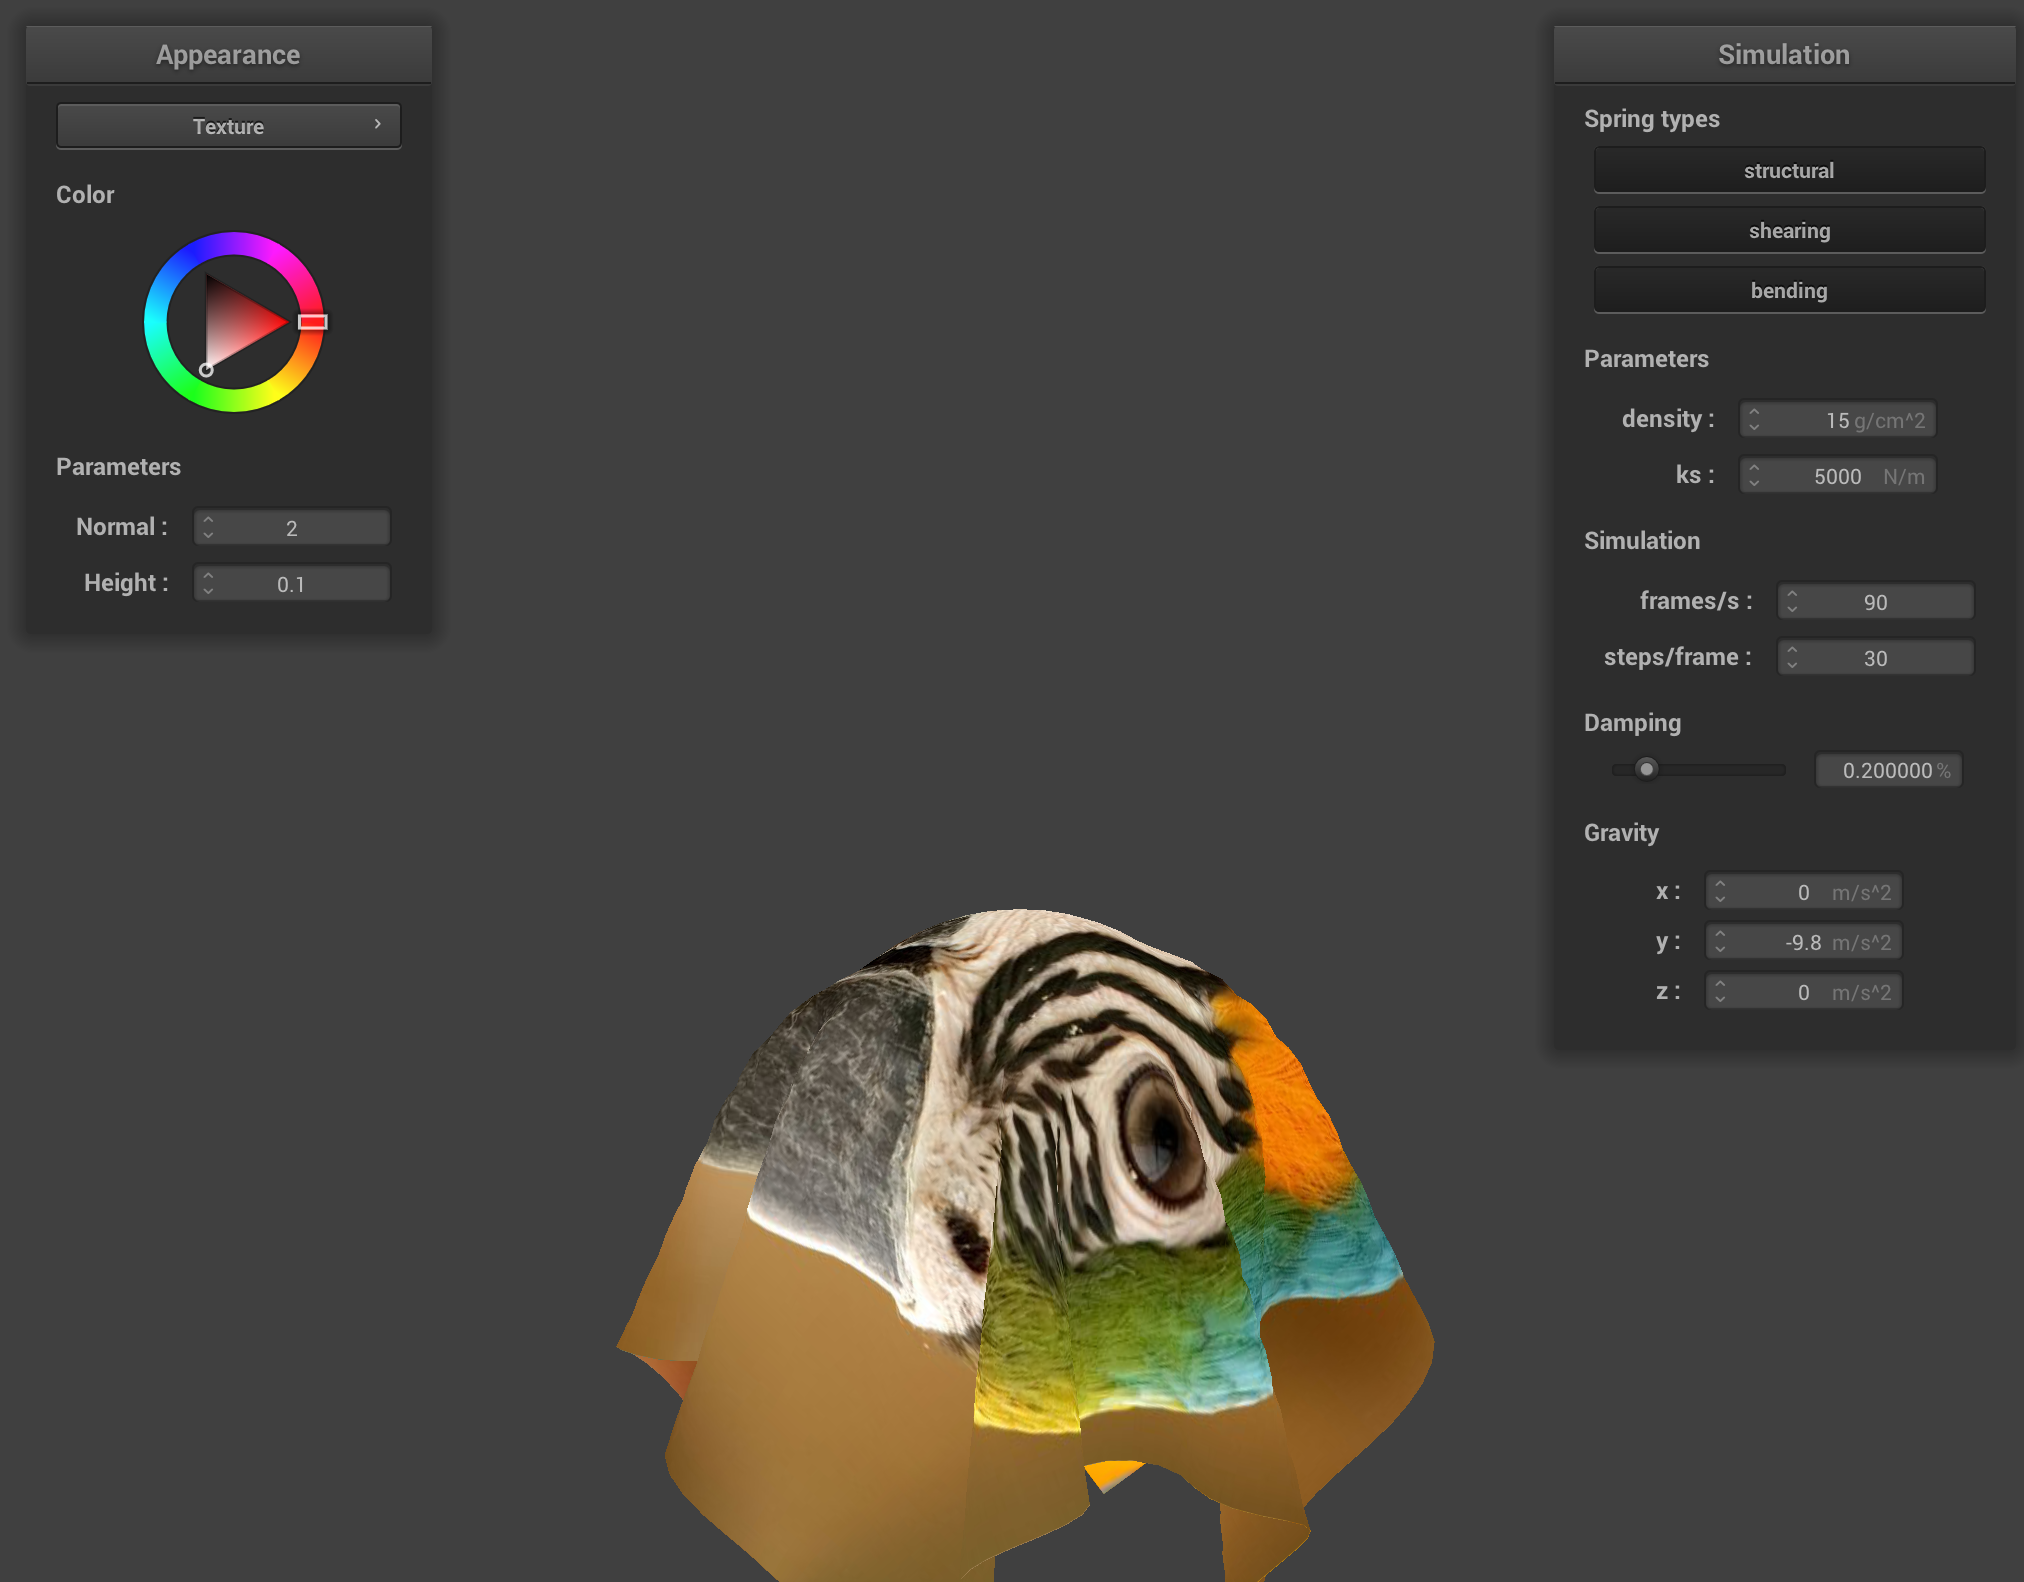 Appearance
Texture
Color
Parameters
Normal : 2
Height : 0.1
Simulation
Spring types
structural
shearing
bending
Parameters
density : 15 g/cm^2
ks : 5000 N/m
Simulation
frames/s : 90
steps/frame : 30
Damping
0.200000 %
Gravity
x : 0 m/s^2
y : -9.8 m/s^2
z : 0 m/s^2